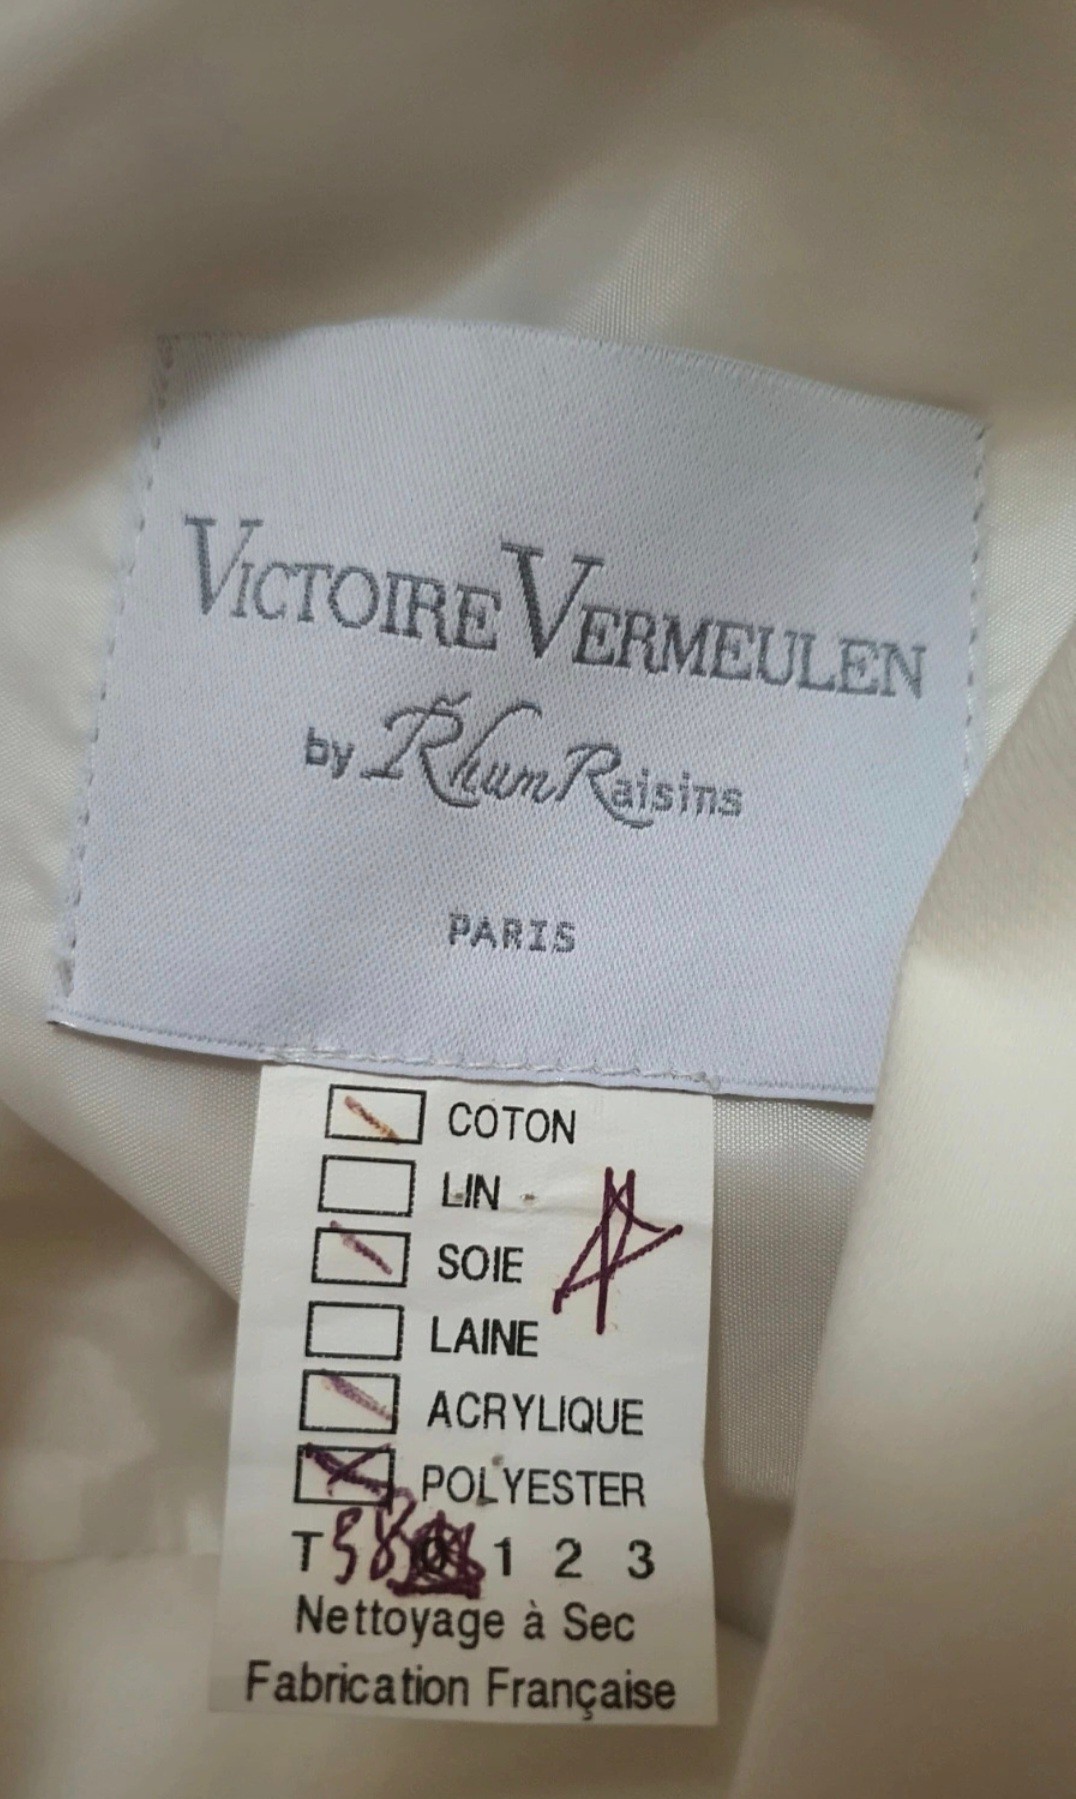 VICTOIRE VERMEULEN
by Rhum Raisins
PARIS
COTON
LIN
SOIE
LAINE
ACRYLIQUE
POLYESTER
T 38 0 1 2 3
Nettoyage à Sec
Fabrication Française